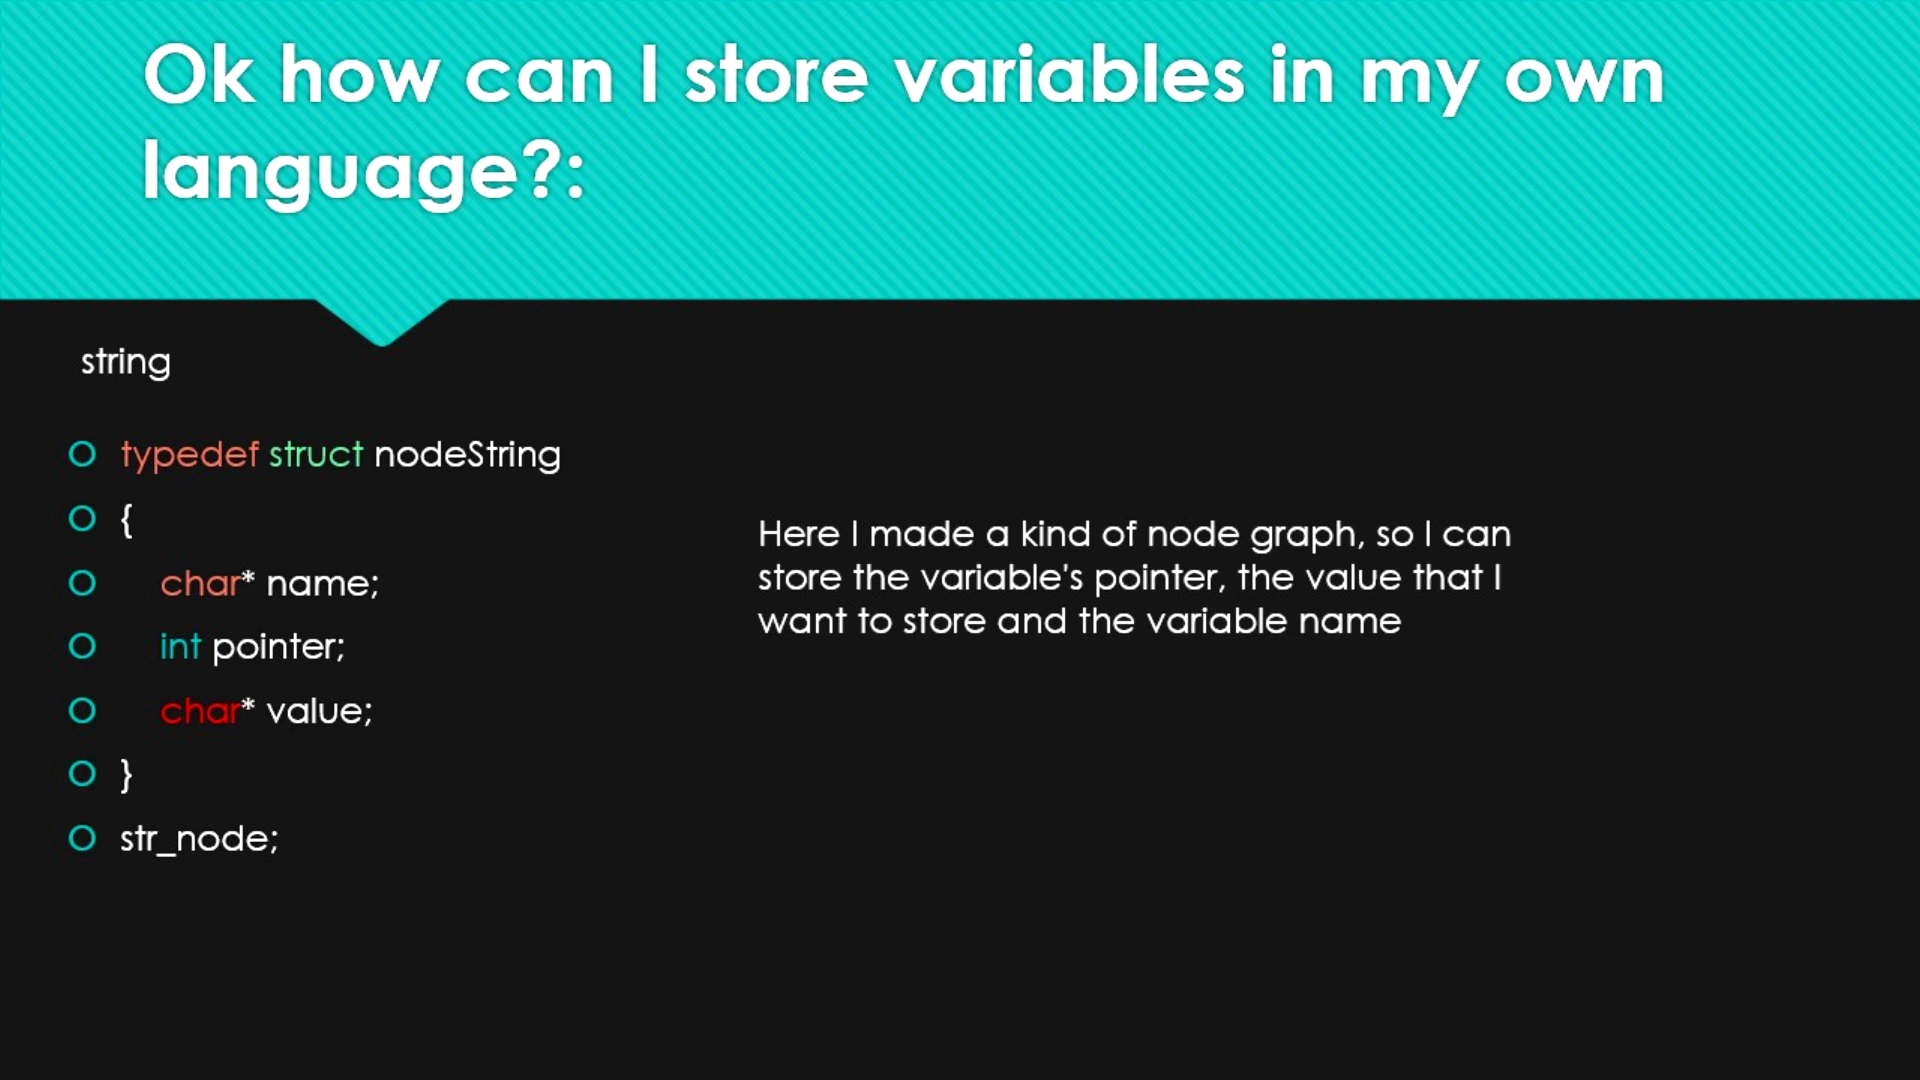 Ok how can I store variables in my own
language?:
string
typedef struct nodeString
{
char* name;
int pointer;
char* value;
}
str_node;
Here I made a kind of node graph, so I can
store the variable's pointer, the value that I
want to store and the variable name